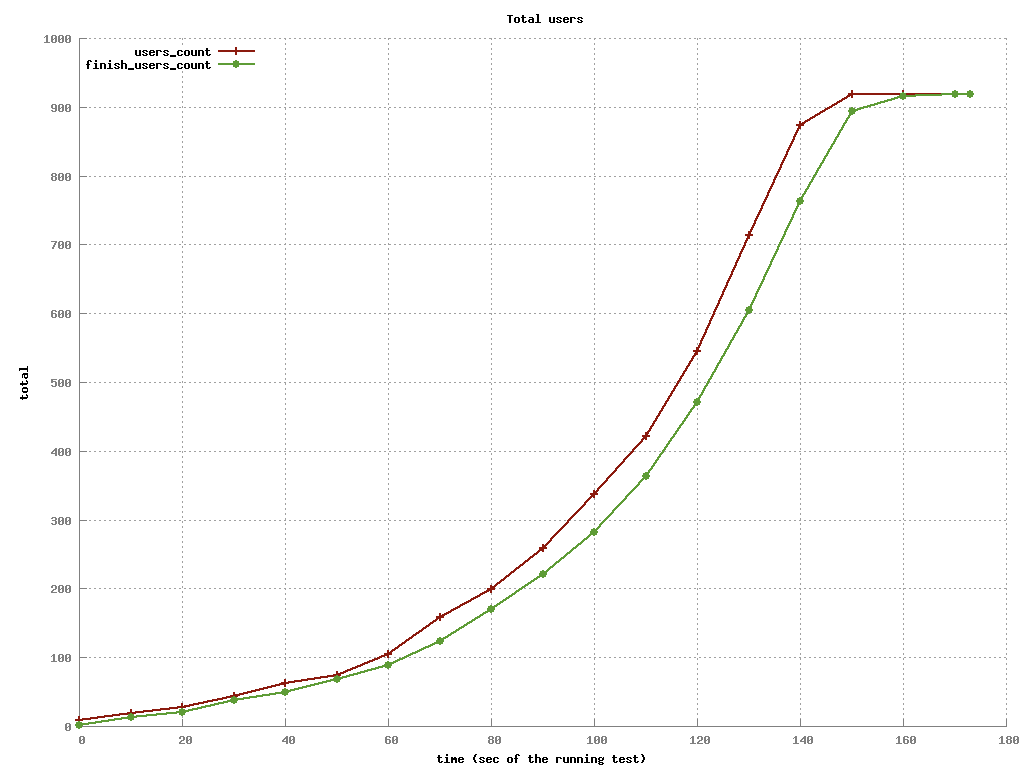 Total users
users_count
finish_users_count
1000
900
800
700
600
500
400
300
200
100
0
total
0 20 40 60 80 100 120 140 160 180
time (sec of the running test)